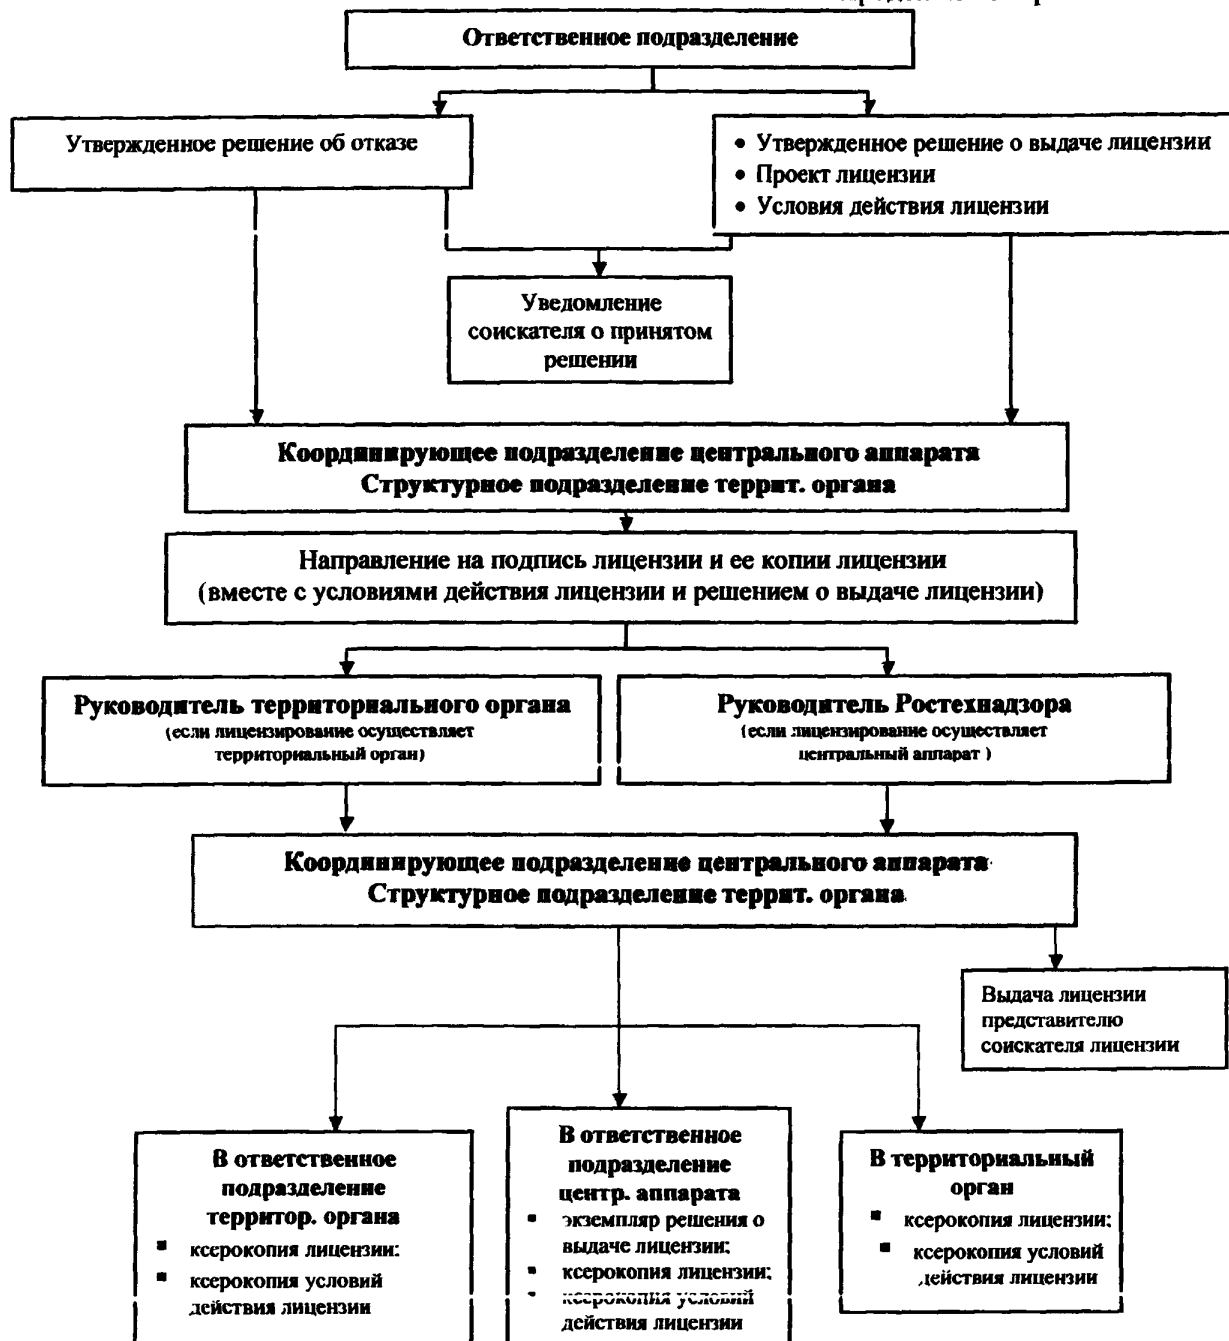 Ответственное подразделение
Утвержденное решение об отказе
• Утвержденное решение о выдаче лицензии
• Проект лицензии
• Условия действия лицензии
Уведомление
соискателя о принятом
решении
Координирующее подразделение центрального аппарата
Структурное подразделение террит. органа
Направление на подпись лицензии и ее копии лицензии
(вместе с условиями действия лицензии и решением о выдаче лицензии)
Руководитель территориального органа
(если лицензирование осуществляет
территориальный орган)
Руководитель Ростехнадзора
(если лицензирование осуществляет
центральный аппарат )
Координирующее подразделение центрального аппарата
Структурное подразделение террит. органа
Выдача лицензии
представителю
соискателя лицензии
В ответственное
подразделение
территор. органа
▪ ксерокопия лицензии;
▪ ксерокопия условий
действия лицензии
В ответственное
подразделение
центр. аппарата
▪ экземпляр решения о
выдаче лицензии;
▪ ксерокопия лицензии;
▪ ксерокопия условий
действия лицензии
В территориальный
орган
▪ ксерокопия лицензии;
▪ ксерокопия условий
действия лицензии